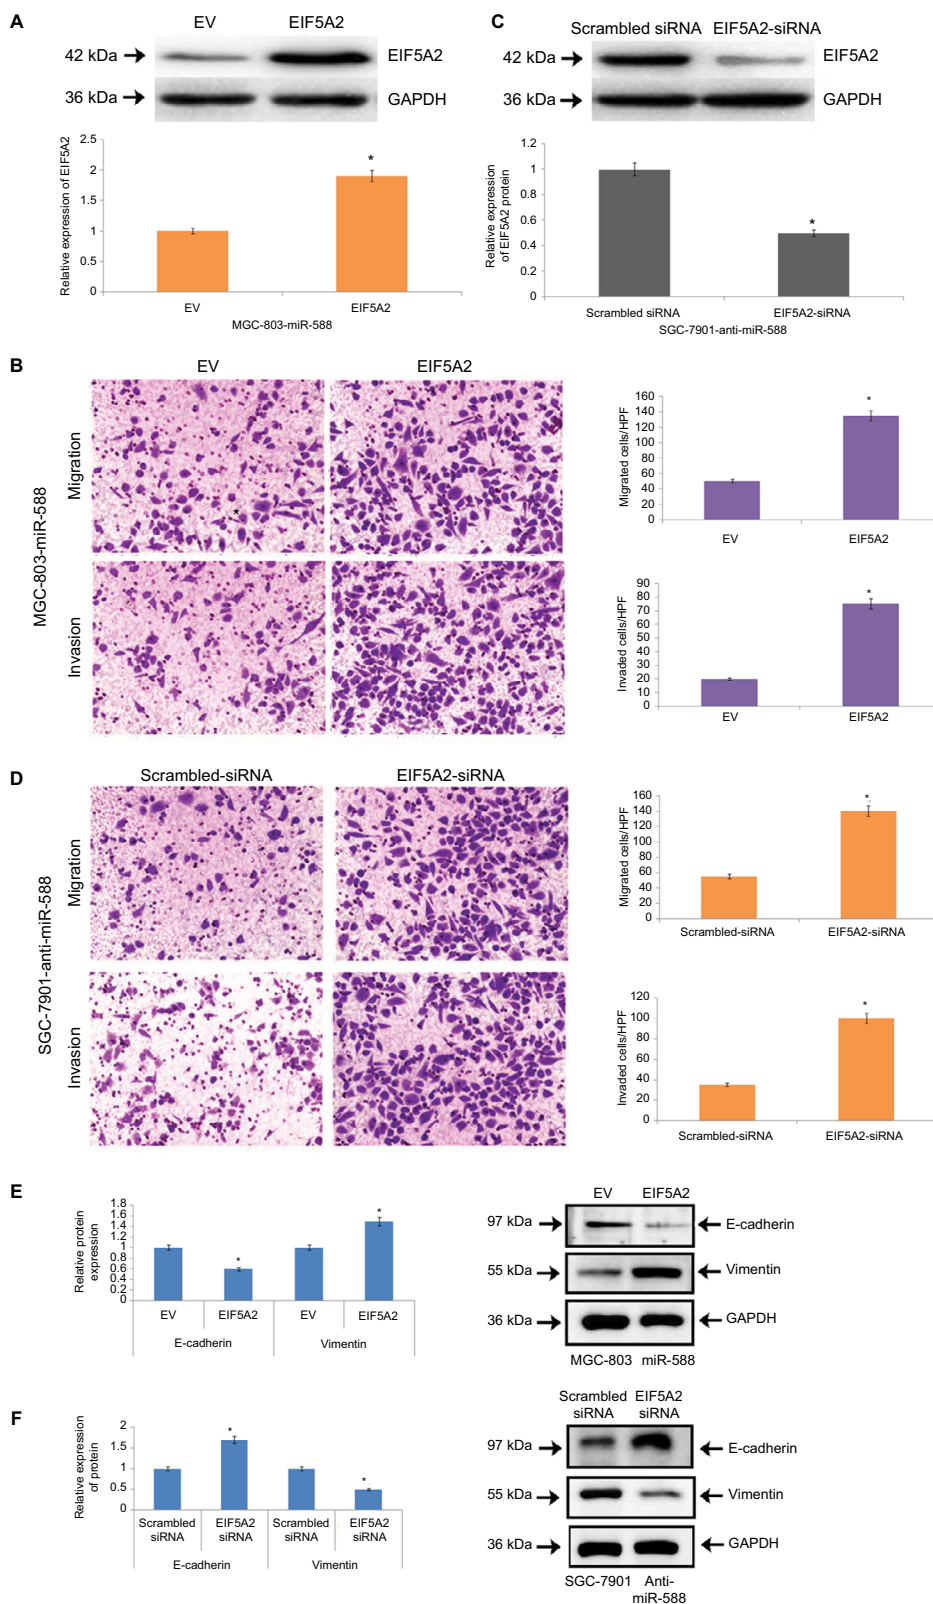 A
EV EIF5A2
42 kDa EIF5A2
36 kDa GAPDH
Relative expression of EIF5A2
2.5
2
1.5
1
0.5
0
EV EIF5A2
MGC-803-miR-588
*
C
Scrambled siRNA EIF5A2-siRNA
42 kDa EIF5A2
36 kDa GAPDH
Relative expression
of EIF5A2 protein
1.2
1
0.8
0.6
0.4
0.2
0
*
Scrambled siRNA EIF5A2-siRNA
SGC-7901-anti-miR-588
B
EV EIF5A2
MGC-803-miR-588
Migration
*
Invasion
Migrated cells/HPF
160
140
120
100
80
60
40
20
0
*
EV EIF5A2
Invaded cells/HPF
90
80
70
60
50
40
30
20
10
0
*
EV EIF5A2
D
Scrambled-siRNA EIF5A2-siRNA
SGC-7901-anti-miR-588
Migration
Invasion
Migrated cells/HPF
160
140
120
100
80
60
40
20
0
*
Scrambled-siRNA EIF5A2-siRNA
Invaded cells/HPF
120
100
80
60
40
20
0
*
Scrambled-siRNA EIF5A2-siRNA
E
Relative protein
expression
1.8
1.6
1.4
1.2
1
0.8
0.6
0.4
0.2
0
*
*
EV EIF5A2 EV EIF5A2
E-cadherin Vimentin
EV EIF5A2
97 kDa E-cadherin
55 kDa Vimentin
36 kDa GAPDH
MGC-803 miR-588
F
Relative expression
of protein
2
1.5
1
0.5
0
*
*
Scrambled EIF5A2 Scrambled EIF5A2
siRNA siRNA siRNA siRNA
E-cadherin Vimentin
Scrambled EIF5A2
siRNA siRNA
97 kDa E-cadherin
55 kDa Vimentin
36 kDa GAPDH
SGC-7901 Anti-
miR-588